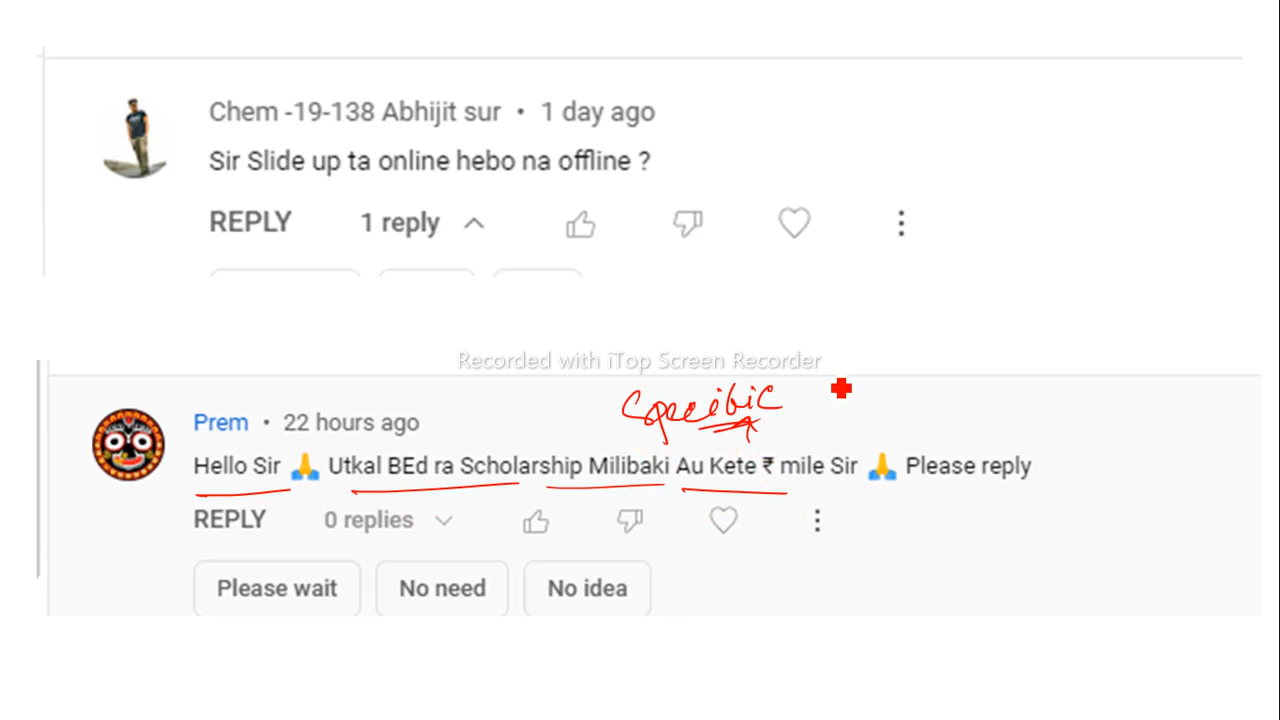 Chem -19-138 Abhijit sur • 1 day ago
Sir Slide up ta online hebo na offline ?
REPLY 1 reply
Recorded with iTop Screen Recorder
Specibic
Prem • 22 hours ago
Hello Sir 🙏 Utkal BEd ra Scholarship Milibaki Au Kete ₹ mile Sir 🙏 Please reply
REPLY 0 replies
Please wait No need No idea